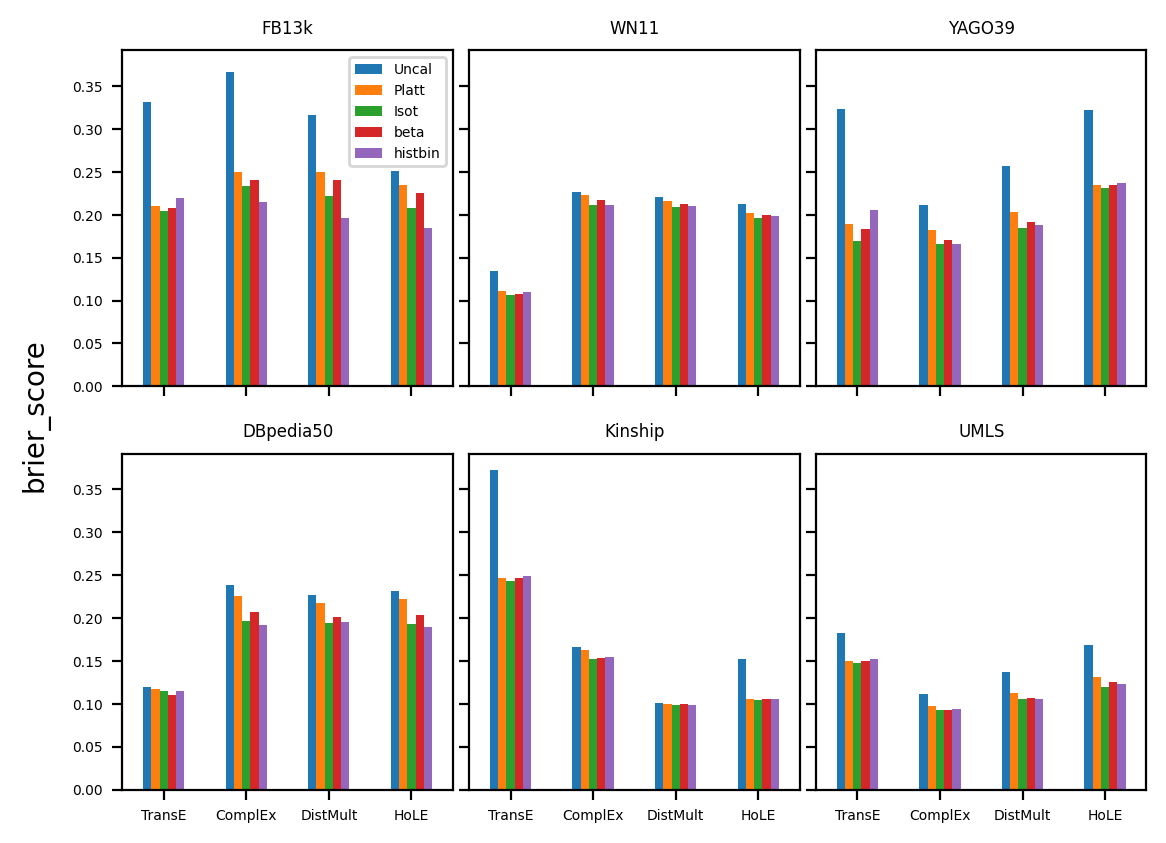 FB13k
WN11
YAGO39
0.35
0.30
0.25
0.20
0.15
0.10
0.05
0.00
Uncal
Platt
Isot
beta
histbin
brier_score
DBpedia50
Kinship
UMLS
0.35
0.30
0.25
0.20
0.15
0.10
0.05
0.00
TransE ComplEx DistMult HoLE
TransE ComplEx DistMult HoLE
TransE ComplEx DistMult HoLE